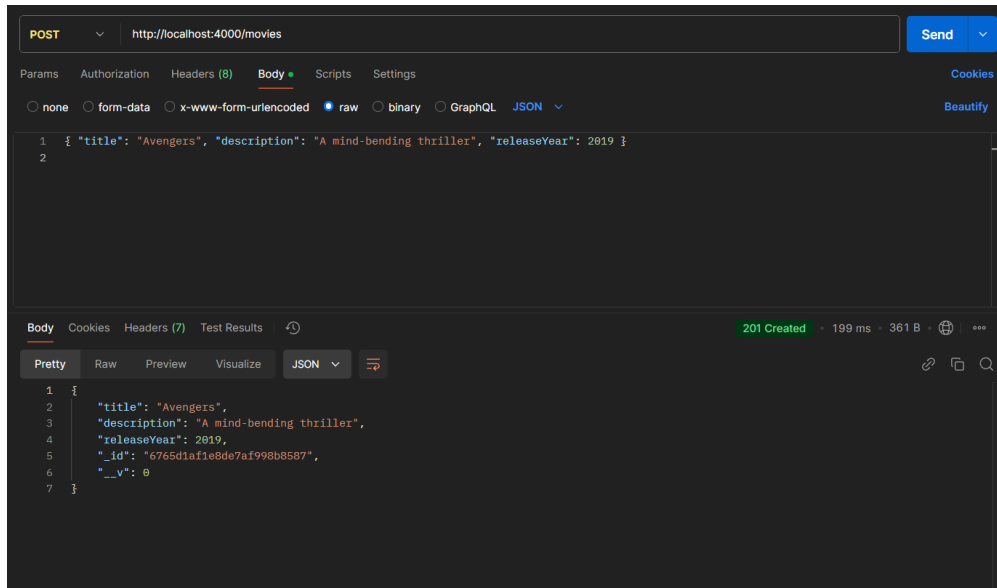 POST http://localhost:4000/movies Send
Params Authorization Headers (8) Body Scripts Settings Cookies
none form-data x-www-form-urlencoded raw binary GraphQL JSON Beautify
1 { "title": "Avengers", "description": "A mind-bending thriller", "releaseYear": 2019 }
2
Body Cookies Headers (7) Test Results 201 Created 199 ms 361 B
Pretty Raw Preview Visualize JSON
1 {
2 "title": "Avengers",
3 "description": "A mind-bending thriller",
4 "releaseYear": 2019,
5 "_id": "6765d1af1e8de7af998b8587",
6 "__v": 0
7 }